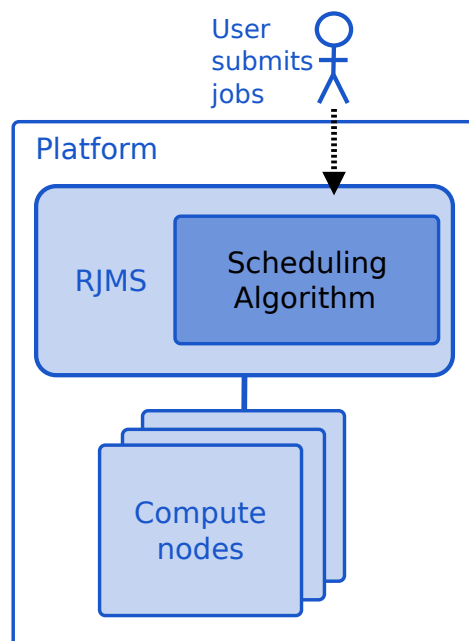 User
submits
jobs
Platform
RJMS
Scheduling
Algorithm
Compute
nodes